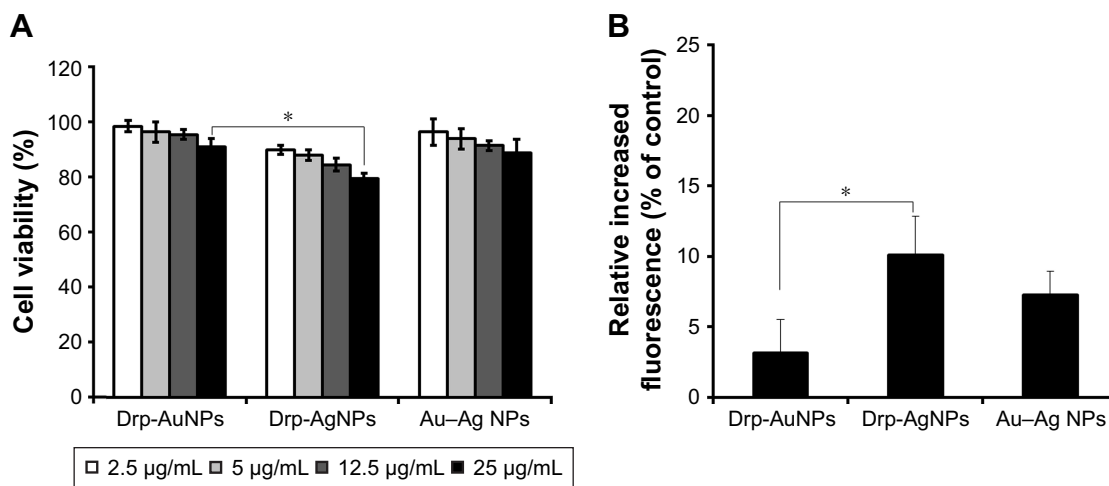 A
Cell viability (%)
120
100
80
60
40
20
0
*
Drp-AuNPs Drp-AgNPs Au–Ag NPs
2.5 µg/mL 5 µg/mL 12.5 µg/mL 25 µg/mL
B
Relative increased
fluorescence (% of control)
25
20
15
10
5
0
*
Drp-AuNPs Drp-AgNPs Au–Ag NPs